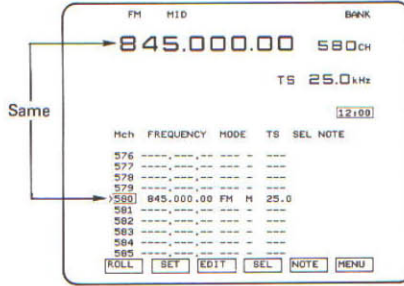 FM MID BANK
845.000.00 580CH
TS 25.0kHz
Same
12:00
Mch FREQUENCY MODE TS SEL NOTE
576 ----.---.-- --- - ---
577 ----.---.-- --- - ---
578 ----.---.-- --- - ---
579 ----.---.-- --- - ---
>580 845.000.00 FM M 25.0
581 ----.---.-- --- - ---
582 ----.---.-- --- - ---
583 ----.---.-- --- - ---
584 ----.---.-- --- - ---
585 ----.---.-- --- - ---
ROLL SET EDIT SEL NOTE MENU